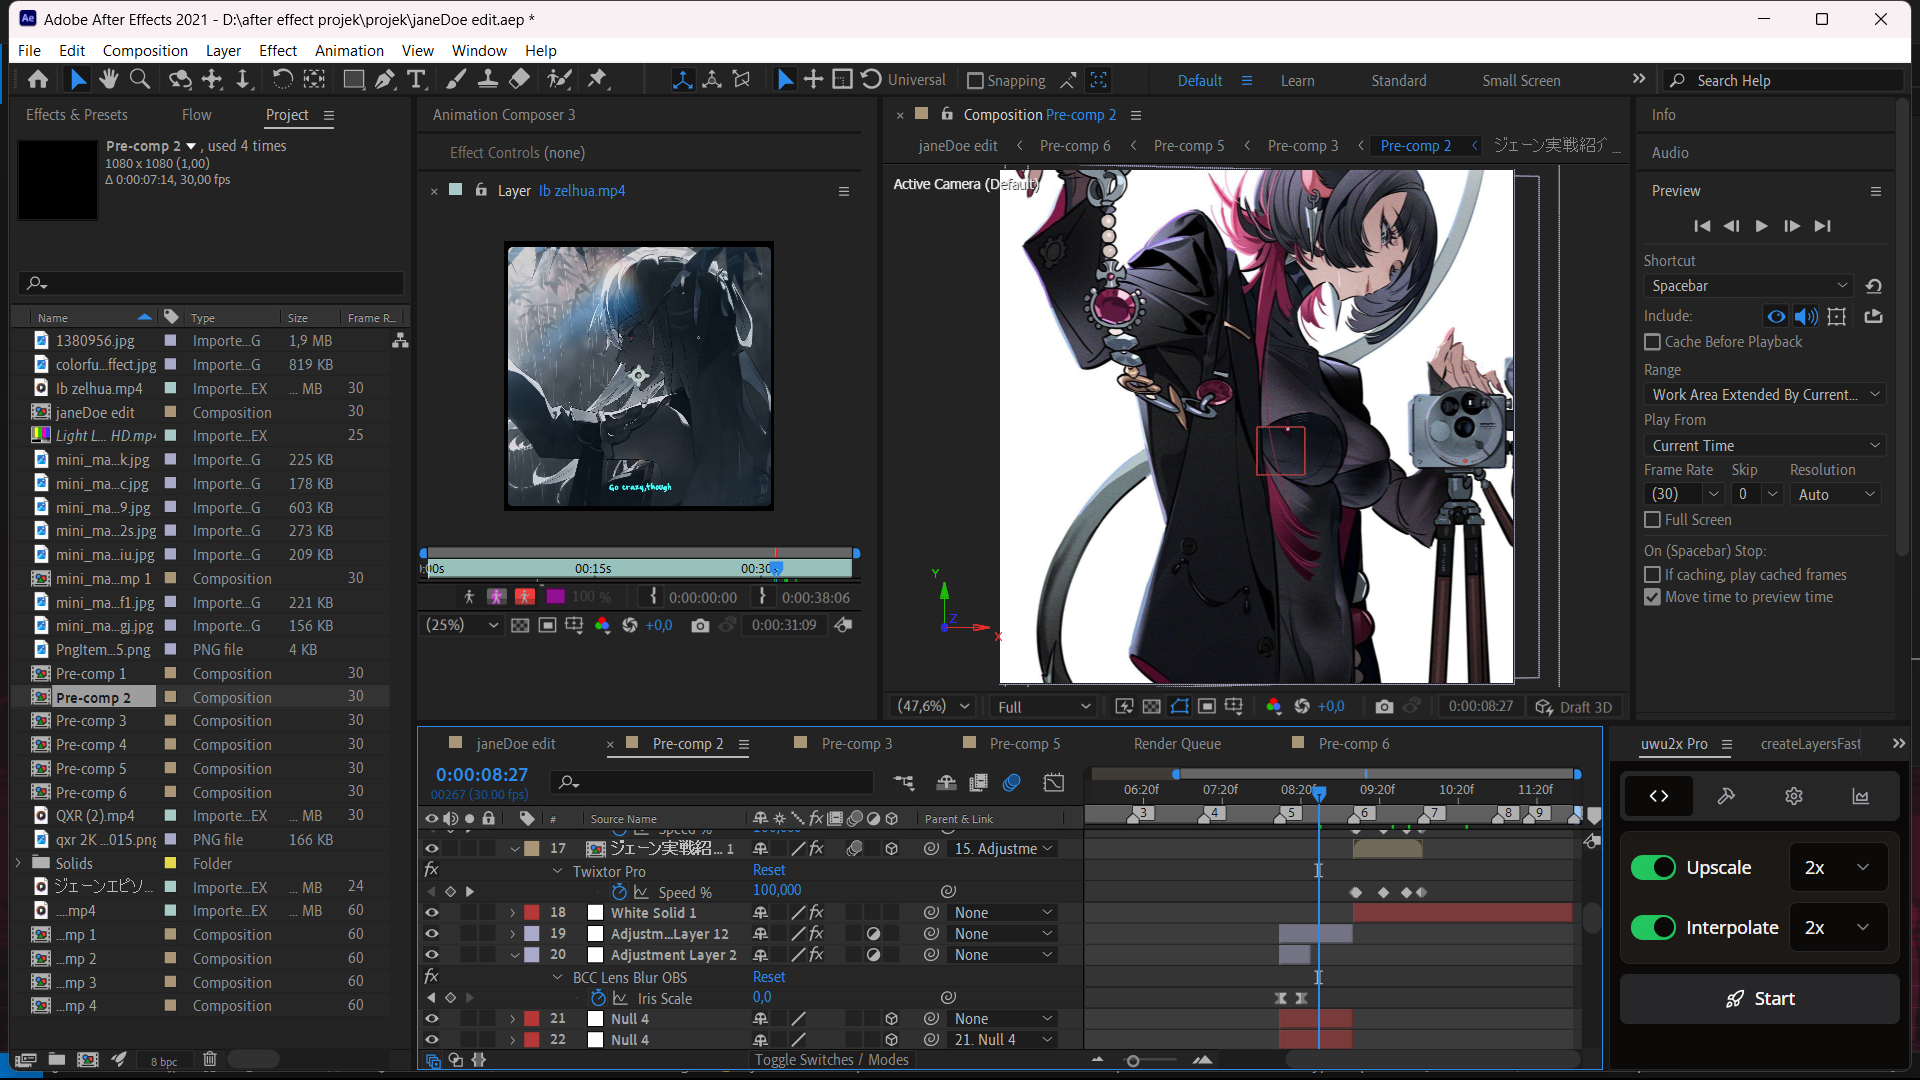 Adobe After Effects 2021 - D:\after effect projek\projek\janeDoe edit.aep *
File Edit Composition Layer Effect Animation View Window Help
Universal Snapping Default Learn Standard Small Screen Search Help
Effects & Presets Flow Project
Pre-comp 2 , used 4 times
1080 x 1080 (1,00)
Δ 0:00:07:14, 30,00 fps
Name Type Size Frame R...
1380956.jpg Importe...G 1,9 MB
colorfu...ffect.jpg Importe...G 819 KB
Ib zelhua.mp4 Importe...EX ... MB 30
janeDoe edit Composition 30
Light L... HD.mp4 Importe...EX 25
mini_ma...k.jpg Importe...G 225 KB
mini_ma...c.jpg Importe...G 178 KB
mini_ma...9.jpg Importe...G 603 KB
mini_ma...2s.jpg Importe...G 273 KB
mini_ma...iu.jpg Importe...G 209 KB
mini_ma...mp 1 Composition 30
mini_ma...f1.jpg Importe...G 221 KB
mini_ma...gj.jpg Importe...G 156 KB
PngItem...5.png PNG file 4 KB
Pre-comp 1 Composition 30
Pre-comp 2 Composition 30
Pre-comp 3 Composition 30
Pre-comp 4 Composition 30
Pre-comp 5 Composition 30
Pre-comp 6 Composition 30
QXR (2).mp4 Importe...EX ... MB 30
qxr 2K ...015.png PNG file 166 KB
Solids Folder
ジェーンエピソ... Importe...EX ... MB 24
....mp4 Importe...EX ... MB 60
...mp 1 Composition 60
...mp 2 Composition 60
...mp 3 Composition 60
...mp 4 Composition 60
8 bpc
Animation Composer 3
Effect Controls (none)
Layer Ib zelhua.mp4
Go crazy,though
:00s 00:15s 00:30s
100 % 0:00:00:00 0:00:38:06
(25%) +0,0 0:00:31:09
Composition Pre-comp 2
janeDoe edit Pre-comp 6 Pre-comp 5 Pre-comp 3 Pre-comp 2 ジェーン実戦紹介 ...
Active Camera (Default)
Y
Z
X
(47,6%) Full +0,0 0:00:08:27 Draft 3D
Info
Audio
Preview
Shortcut
Spacebar
Include:
Cache Before Playback
Range
Work Area Extended By Current...
Play From
Current Time
Frame Rate Skip Resolution
(30) 0 Auto
Full Screen
On (Spacebar) Stop:
If caching, play cached frames
Move time to preview time
janeDoe edit Pre-comp 2 Pre-comp 3 Pre-comp 5 Render Queue Pre-comp 6
0:00:08:27
00267 (30.00 fps)
06:20f 07:20f 08:20f 09:20f 10:20f 11:20f
3 4 5 6 7 8 9
# Source Name Parent & Link
Speed % 100,000
17 ジェーン実戦紹... 1 15. Adjustme
fx Twixtor Pro Reset
Speed % 100,000
18 White Solid 1 None
19 Adjustm...Layer 12 None
20 Adjustment Layer 2 None
fx BCC Lens Blur OBS Reset
Iris Scale 0,0
21 Null 4 None
22 Null 4 21. Null 4
Toggle Switches / Modes
uwu2x Pro createLayersFast
Upscale 2x
Interpolate 2x
Start